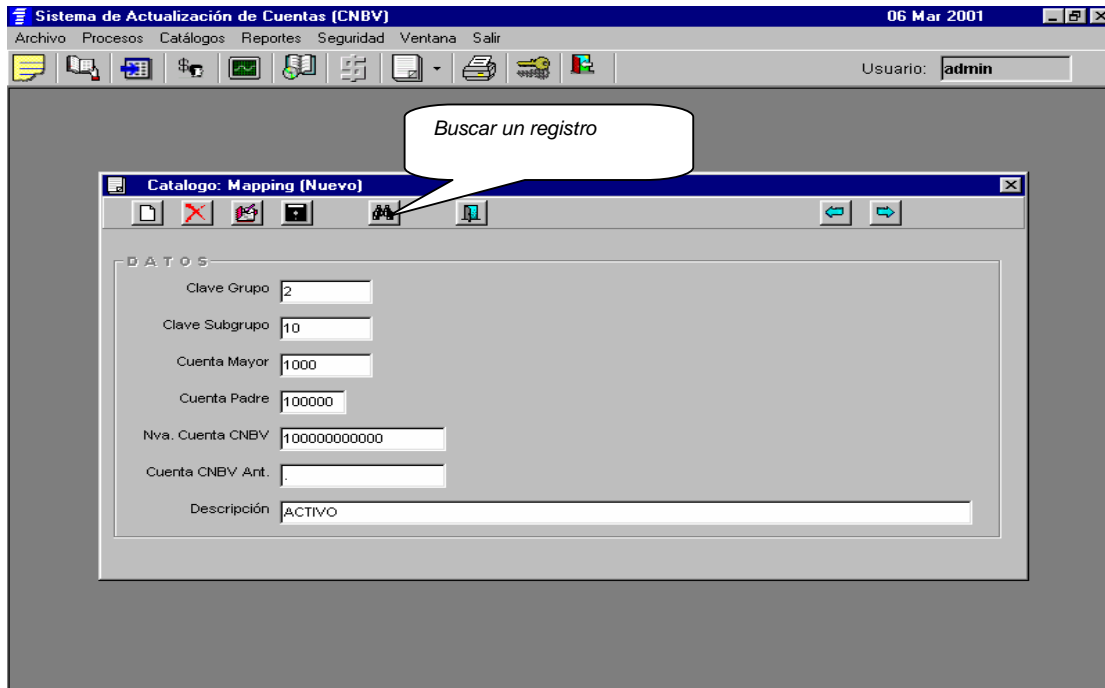 Sistema de Actualización de Cuentas (CNBV) 06 Mar 2001
Archivo Procesos Catálogos Reportes Seguridad Ventana Salir
Usuario: admin
Buscar un registro
Catalogo: Mapping (Nuevo)
DATOS
Clave Grupo 2
Clave Subgrupo 10
Cuenta Mayor 1000
Cuenta Padre 100000
Nva. Cuenta CNBV 100000000000
Cuenta CNBV Ant. .
Descripción ACTIVO